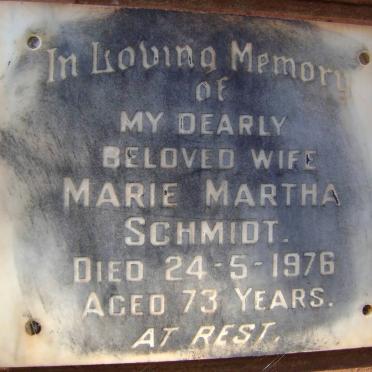 In Loving Memory
of
MY DEARLY
BELOVED WIFE
MARIE MARTHA
SCHMIDT.
DIED 24-5-1976
AGED 73 YEARS.
AT REST.